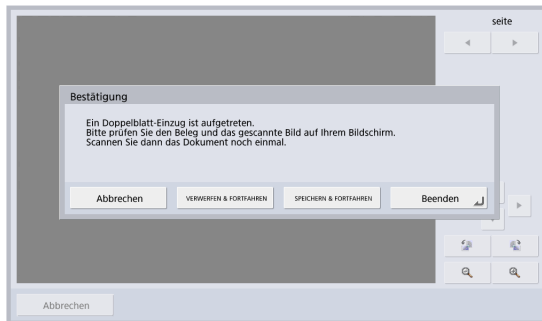 seite
Bestätigung
Ein Doppelblatt-Einzug ist aufgetreten.
Bitte prüfen Sie den Beleg und das gescannte Bild auf Ihrem Bildschirm.
Scannen Sie dann das Dokument noch einmal.
Abbrechen
VERWERFEN & FORTFAHREN
SPEICHERN & FORTFAHREN
Beenden
Abbrechen